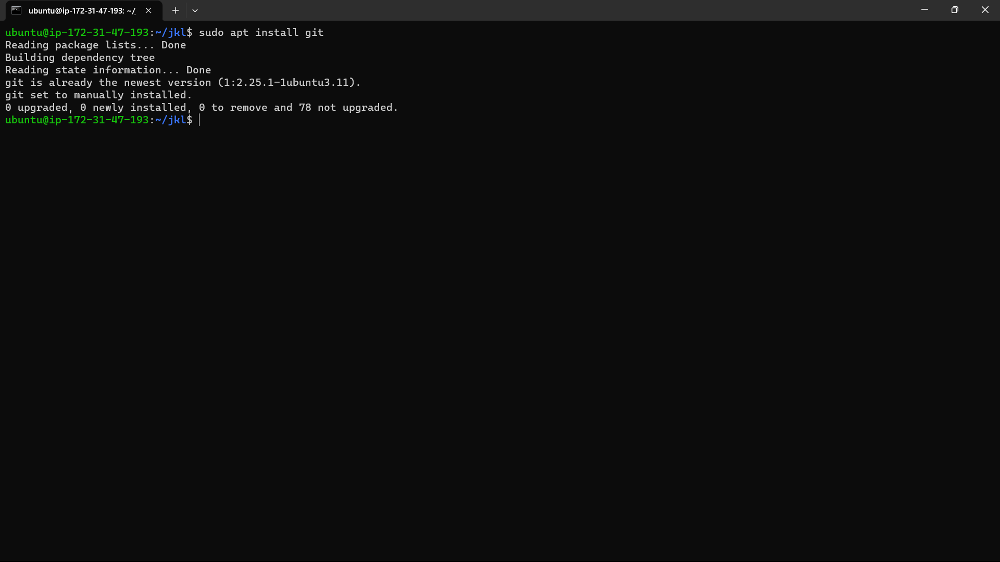 ubuntu@ip-172-31-47-193: ~/
ubuntu@ip-172-31-47-193:~/jkl$ sudo apt install git
Reading package lists... Done
Building dependency tree
Reading state information... Done
git is already the newest version (1:2.25.1-1ubuntu3.11).
git set to manually installed.
0 upgraded, 0 newly installed, 0 to remove and 78 not upgraded.
ubuntu@ip-172-31-47-193:~/jkl$